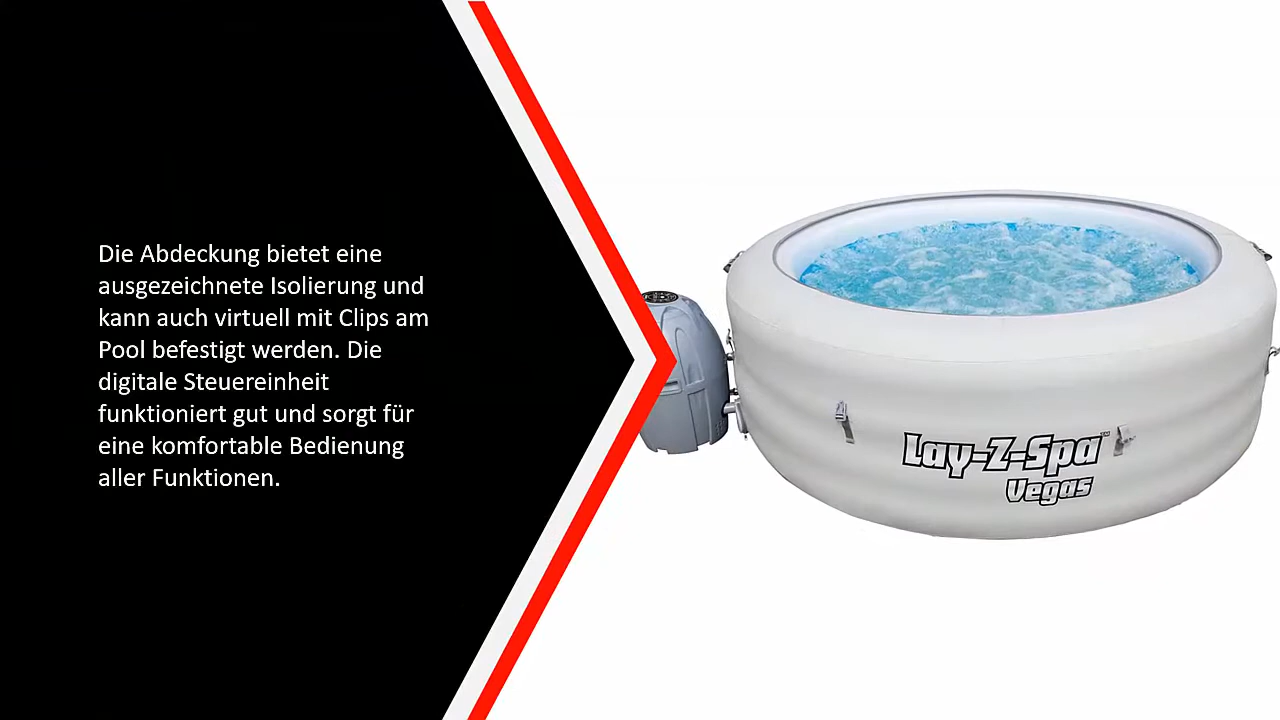 Die Abdeckung bietet eine
ausgezeichnete Isolierung und
kann auch virtuell mit Clips am
Pool befestigt werden. Die
digitale Steuereinheit
funktioniert gut und sorgt für
eine komfortable Bedienung
aller Funktionen.
Lay-Z-Spa™
Vegas